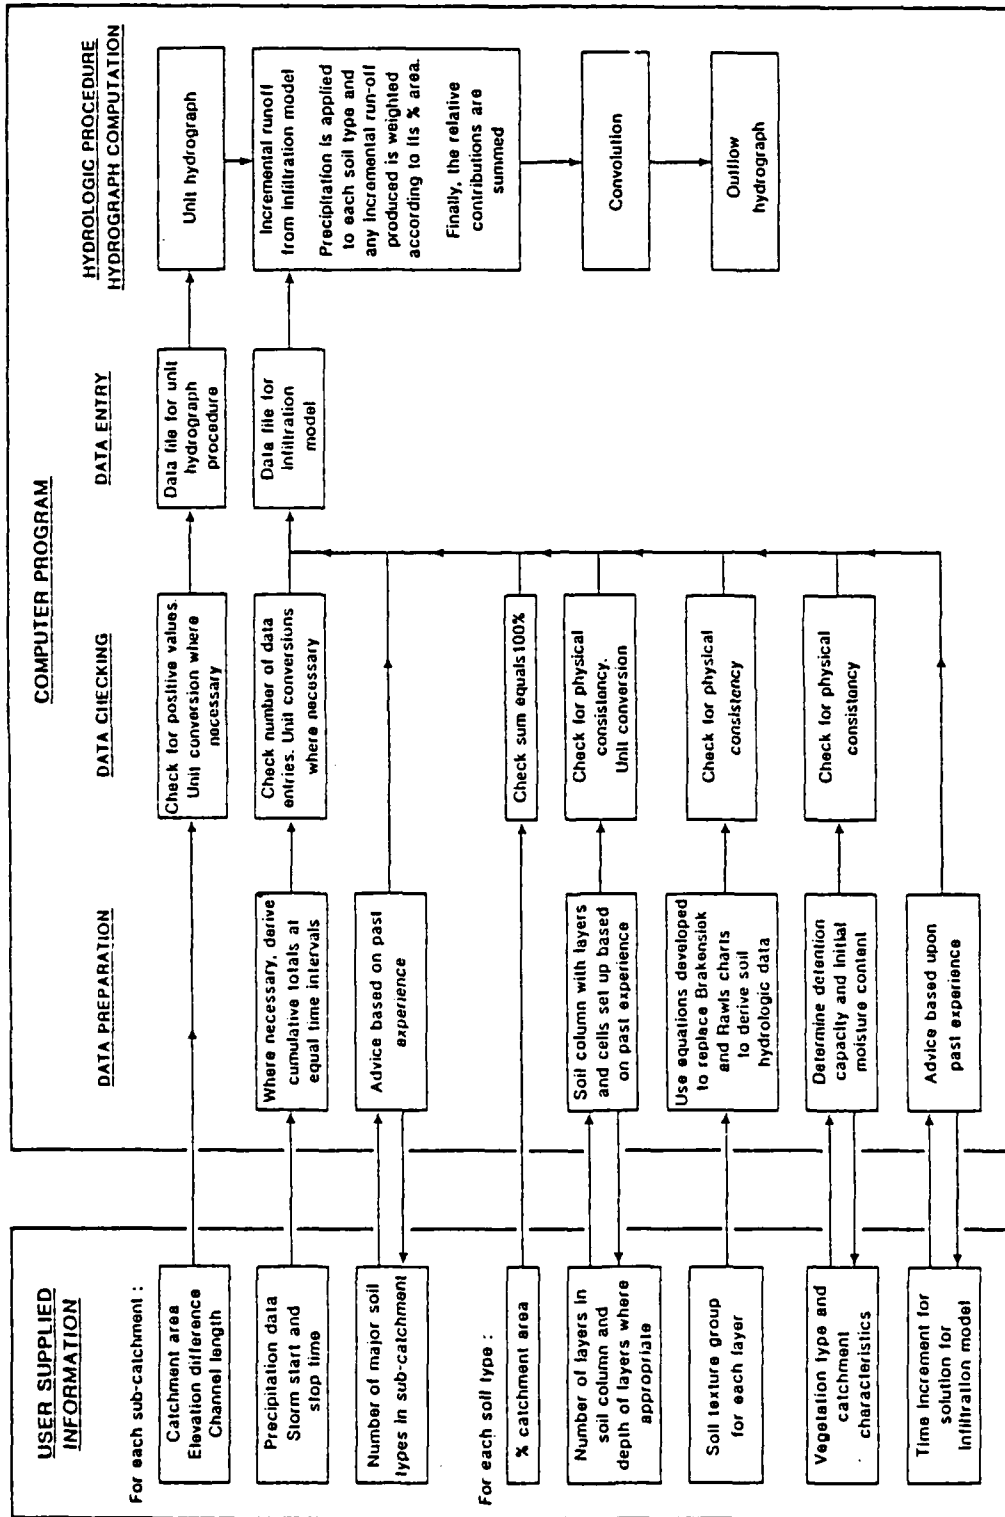 COMPUTER PROGRAM
USER SUPPLIED
INFORMATION
DATA PREPARATION
DATA CHECKING
DATA ENTRY
HYDROLOGIC PROCEDURE
HYDROGRAPH COMPUTATION
For each sub-catchment :
Catchment area
Elevation difference
Channel length
Check for positive values.
Unit conversion where
necessary
Data file for unit
hydrograph
procedure
Unit hydrograph
Precipitation data
Storm start and
stop time
Where necessary, derive
cumulative totals at
equal time intervals
Check number of data
entries. Unit conversions
where necessary
Data file for
Infiltration
model
Incremental runoff
from Infiltration model
Precipitation is applied
to each soil type and
any incremental run-off
produced is weighted
according to its % area.
Finally, the relative
contributions are
summed
Number of major soil
types in sub-catchment
Advice based on past
experience
For each soil type :
% catchment area
Check sum equals 100%
Convolution
Number of layers in
soil column and
depth of layers where
appropriate
Soil column with layers
and cells set up based
on past experience
Check for physical
consistency.
Unit conversion
Soil texture group
for each layer
Use equations developed
to replace Brakensiek
and Rawls charts
to derive soil
hydrologic data
Check for physical
consistency
Outflow
hydrograph
Vegetation type and
catchment
characteristics
Determine detention
capacity and initial
moisture content
Check for physical
consistency
Time increment for
solution for
Infiltration model
Advice based upon
past experience